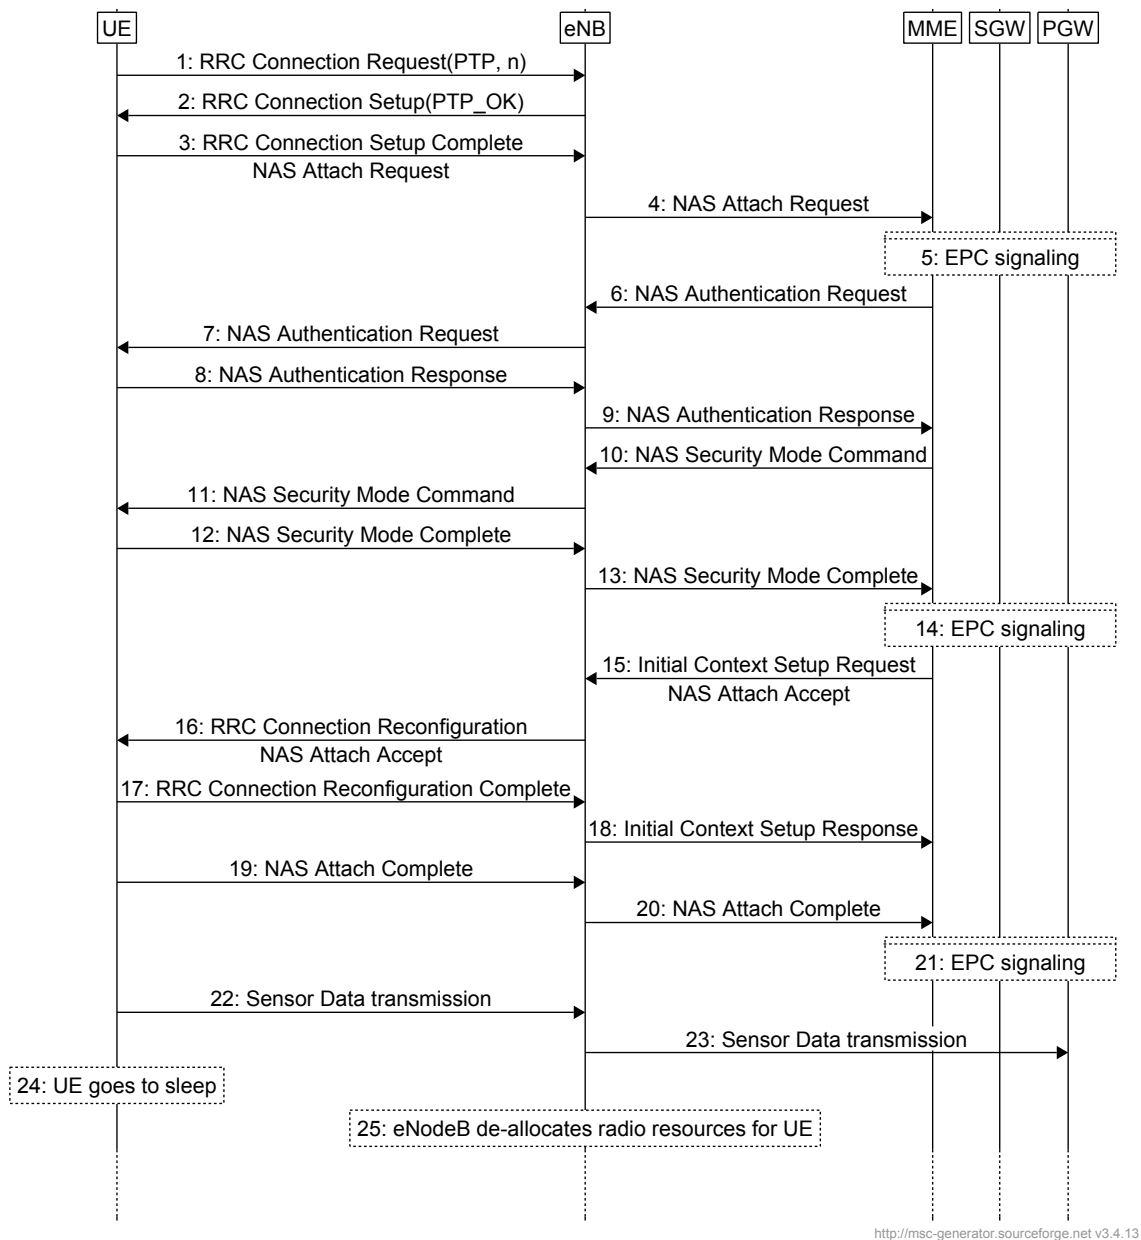 UE
eNB
MME
SGW
PGW
1: RRC Connection Request(PTP, n)
2: RRC Connection Setup(PTP_OK)
3: RRC Connection Setup Complete
NAS Attach Request
4: NAS Attach Request
5: EPC signaling
6: NAS Authentication Request
7: NAS Authentication Request
8: NAS Authentication Response
9: NAS Authentication Response
10: NAS Security Mode Command
11: NAS Security Mode Command
12: NAS Security Mode Complete
13: NAS Security Mode Complete
14: EPC signaling
15: Initial Context Setup Request
NAS Attach Accept
16: RRC Connection Reconfiguration
NAS Attach Accept
17: RRC Connection Reconfiguration Complete
18: Initial Context Setup Response
19: NAS Attach Complete
20: NAS Attach Complete
21: EPC signaling
22: Sensor Data transmission
23: Sensor Data transmission
24: UE goes to sleep
25: eNodeB de-allocates radio resources for UE
http://msc-generator.sourceforge.net v3.4.13